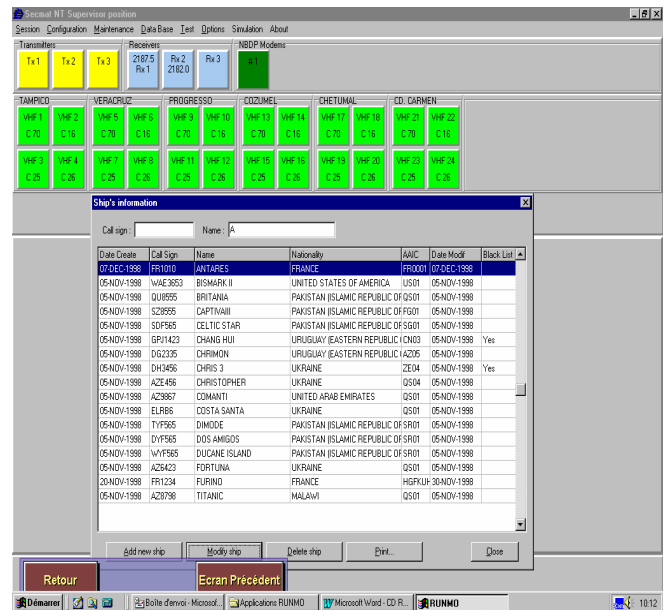 Secmat NT Supervisor position
Session Configuration Maintenance Data Base Test Options Simulation About
Transmitters Receivers NBDP Modems
Tx 1 Tx 2 Tx 3 2187.5 Rx 1 Rx 2 2182.0 Rx 3 # 1
TAMPICO VERACRUZ PROGRESSO COZUMEL CHETUMAL CD. CARMEN
VHF 1 VHF 2 VHF 5 VHF 6 VHF 9 VHF 10 VHF 13 VHF 14 VHF 17 VHF 18 VHF 21 VHF 22
C 70 C 16 C 70 C 16 C 70 C 16 C 70 C 16 C 70 C 16 C 70 C 16
VHF 3 VHF 4 VHF 7 VHF 8 VHF 11 VHF 12 VHF 15 VHF 16 VHF 19 VHF 20 VHF 23 VHF 24
C 25 C 26 C 25 C 26 C 25 C 26 C 25 C 26 C 25 C 26 C 25 C 26
Ship's information
Call sign : Name : A
Date Create Call Sign Name Nationality AAIC Date Modif Black List
07-DEC-1998 FR1010 ANTARES FRANCE FR0001 07-DEC-1998
05-NOV-1998 WAE3653 BISMARK II UNITED STATES OF AMERICA US01 05-NOV-1998
05-NOV-1998 QU8555 BRITANIA PAKISTAN (ISLAMIC REPUBLIC OF QS01 05-NOV-1998
05-NOV-1998 SZ8555 CAPTIVAIII PAKISTAN (ISLAMIC REPUBLIC OF FG01 05-NOV-1998
05-NOV-1998 SDF565 CELTIC STAR PAKISTAN (ISLAMIC REPUBLIC OF SG01 05-NOV-1998
05-NOV-1998 GPJ1423 CHANG HUI URUGUAY (EASTERN REPUBLIC CN03 05-NOV-1998 Yes
05-NOV-1998 DG2335 CHRIMON URUGUAY (EASTERN REPUBLIC AZ05 05-NOV-1998
05-NOV-1998 DH3456 CHRIS 3 UKRAINE ZE04 05-NOV-1998 Yes
05-NOV-1998 AZE456 CHRISTOPHER UKRAINE QS04 05-NOV-1998
05-NOV-1998 AZ9867 COMANTI UNITED ARAB EMIRATES QS01 05-NOV-1998
05-NOV-1998 ELRB6 COSTA SANTA UKRAINE QS01 05-NOV-1998
05-NOV-1998 TYF565 DIMODE PAKISTAN (ISLAMIC REPUBLIC OF SR01 05-NOV-1998
05-NOV-1998 DYF565 DOS AMIGOS PAKISTAN (ISLAMIC REPUBLIC OF SR01 05-NOV-1998
05-NOV-1998 WYF565 DUCANE ISLAND PAKISTAN (ISLAMIC REPUBLIC OF SR01 05-NOV-1998
05-NOV-1998 AZ6423 FORTUNA UKRAINE QS01 05-NOV-1998
20-NOV-1998 FR1234 FURINO FRANCE HGFKUH 30-NOV-1998
05-NOV-1998 AZ8798 TITANIC MALAWI QS01 05-NOV-1998
Add new ship Modify ship Delete ship Print... Close
Retour Ecran Précédent
Démarrer Boîte d'envoi - Microsof... Applications RUNMO Microsoft Word - CD R... RUNMO 10:12